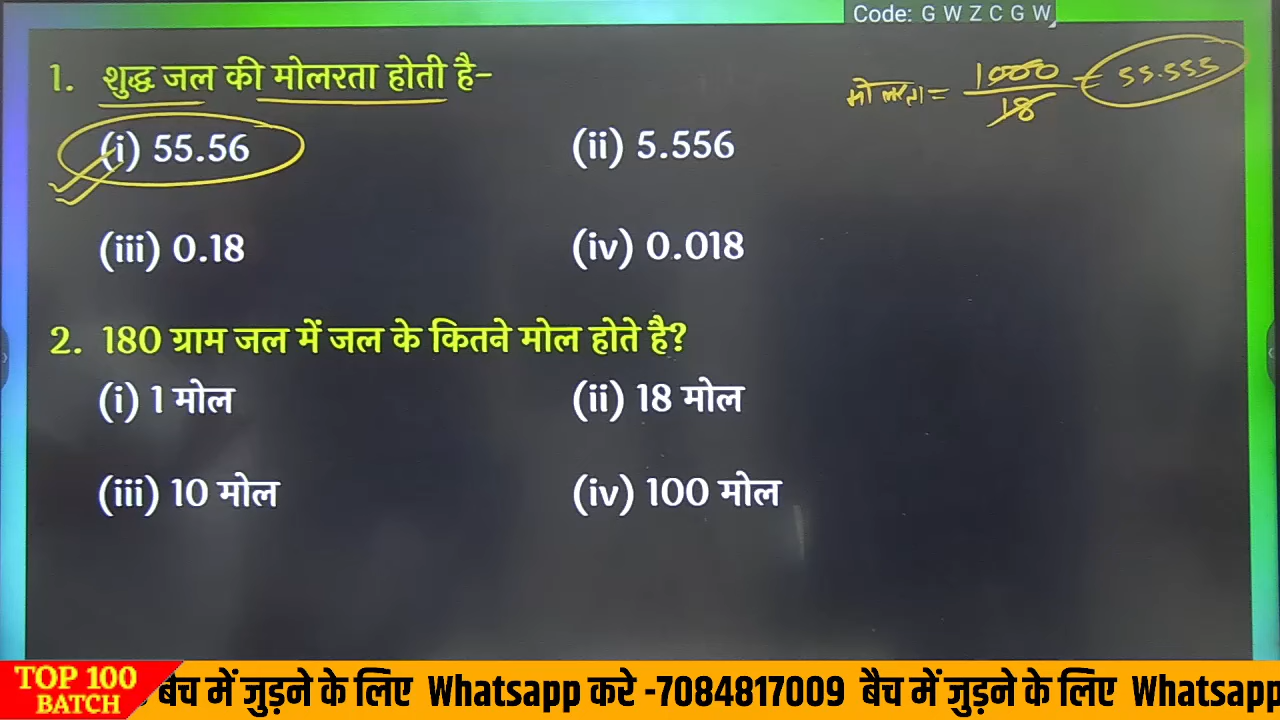 Code: G W Z C G W
1. शुद्ध जल की मोलरता होती है-
मोलरता = 1000/18 = 55.555
(i) 55.56 (ii) 5.556
(iii) 0.18 (iv) 0.018
2. 180 ग्राम जल में जल के कितने मोल होते है?
(i) 1 मोल (ii) 18 मोल
(iii) 10 मोल (iv) 100 मोल
TOP 100
BATCH
बैच में जुड़ने के लिए Whatsapp करे -7084817009 बैच में जुड़ने के लिए Whatsapp